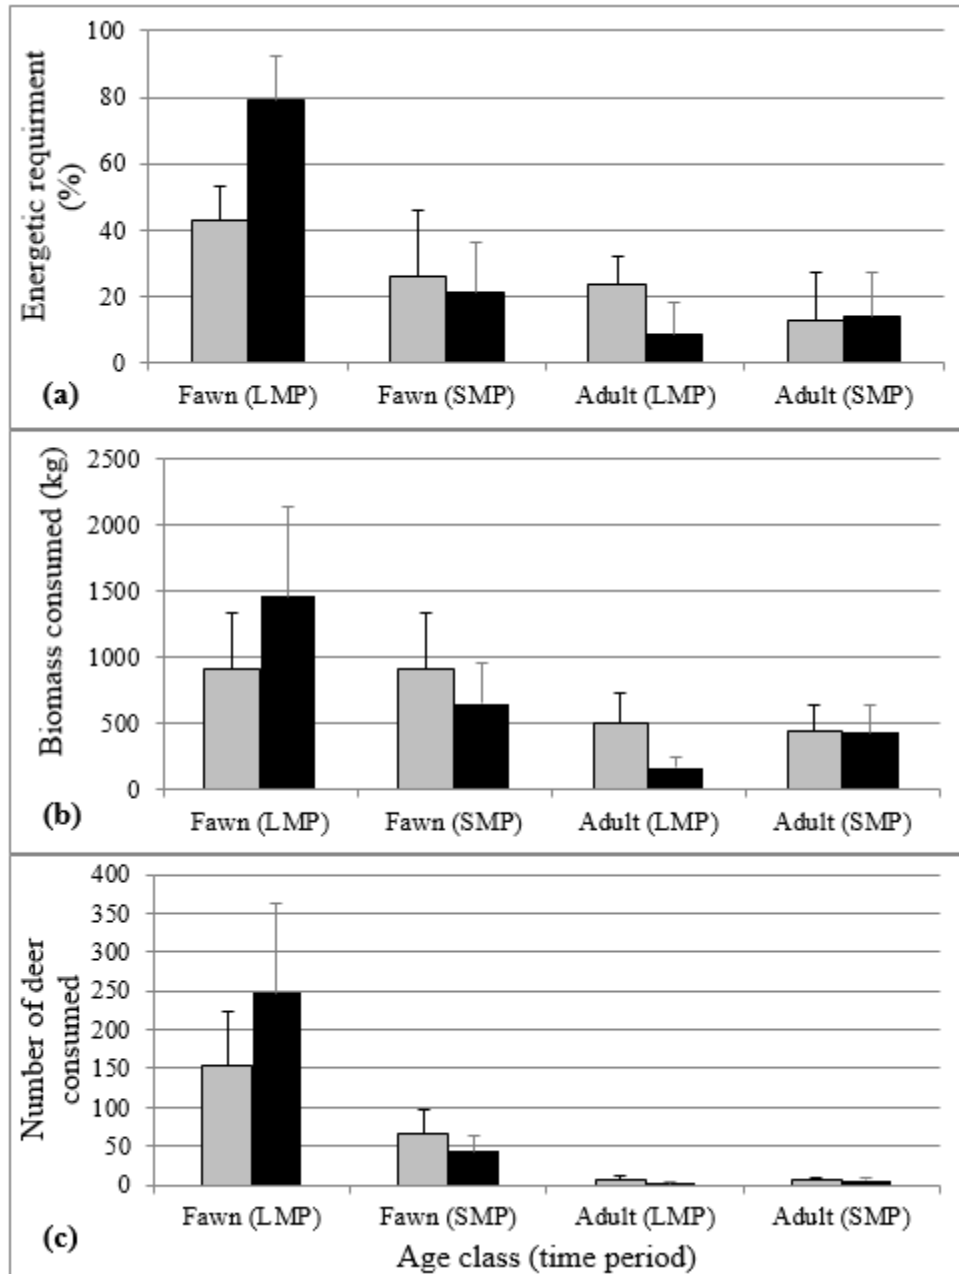 Energetic requirment
(%)
100
80
60
40
20
0
Fawn (LMP) Fawn (SMP) Adult (LMP) Adult (SMP)
(a)
Biomass consumed (kg)
2500
2000
1500
1000
500
0
Fawn (LMP) Fawn (SMP) Adult (LMP) Adult (SMP)
(b)
Number of deer
consumed
400
350
300
250
200
150
100
50
0
Fawn (LMP) Fawn (SMP) Adult (LMP) Adult (SMP)
(c)
Age class (time period)